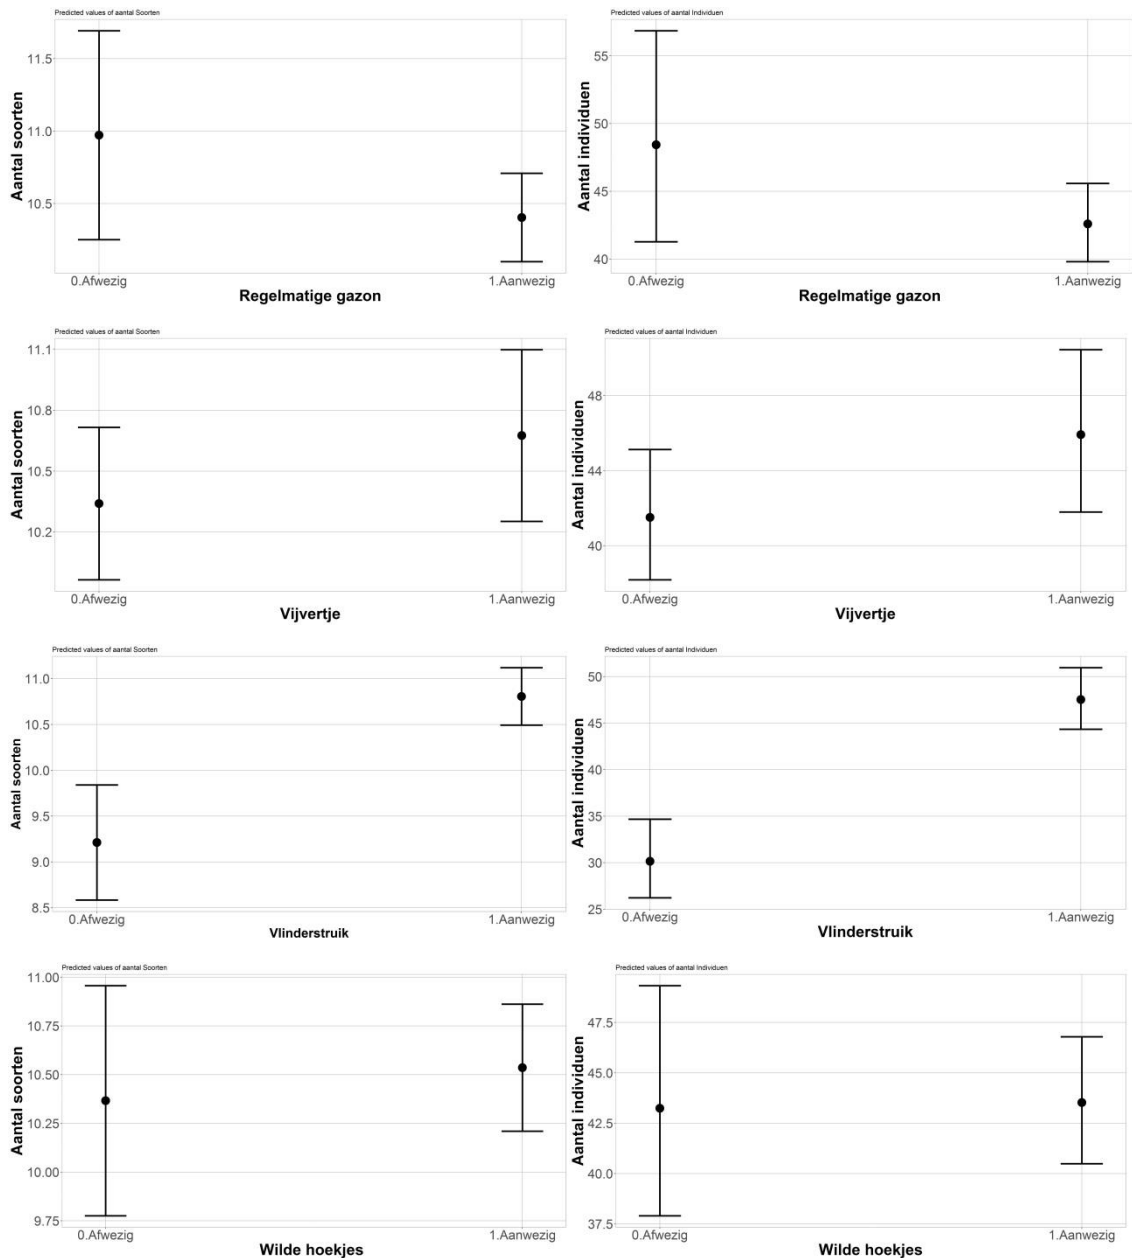 Predicted values of aantal Soorten
Aantal soorten
11.5
11.0
10.5
0.Afwezig
1.Aanwezig
Regelmatige gazon
Predicted values of aantal Individuen
Aantal individuen
55
50
45
40
0.Afwezig
1.Aanwezig
Regelmatige gazon
Predicted values of aantal Soorten
Aantal soorten
11.1
10.8
10.5
10.2
0.Afwezig
1.Aanwezig
Vijvertje
Predicted values of aantal Individuen
Aantal individuen
48
44
40
0.Afwezig
1.Aanwezig
Vijvertje
Predicted values of aantal Soorten
Aantal soorten
11.0
10.5
10.0
9.5
9.0
8.5
0.Afwezig
1.Aanwezig
Vlinderstruik
Predicted values of aantal Individuen
Aantal individuen
50
45
40
35
30
25
0.Afwezig
1.Aanwezig
Vlinderstruik
Predicted values of aantal Soorten
Aantal soorten
11.00
10.75
10.50
10.25
10.00
9.75
0.Afwezig
1.Aanwezig
Wilde hoekjes
Predicted values of aantal Individuen
Aantal individuen
47.5
45.0
42.5
40.0
37.5
0.Afwezig
1.Aanwezig
Wilde hoekjes